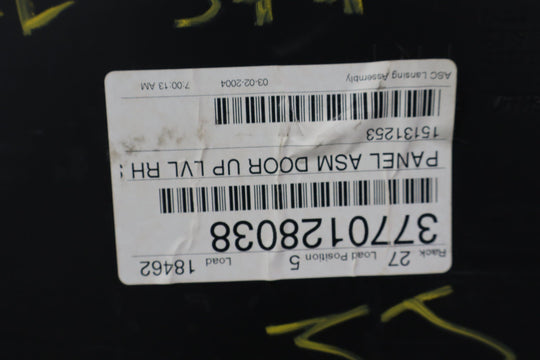 Rack 27 Load Position 5 Load 18462
3770128038
PANEL ASM DOOR UP LVL RH
15131253
ASC Lansing Assembly 03-02-2004 7:00:13 AM